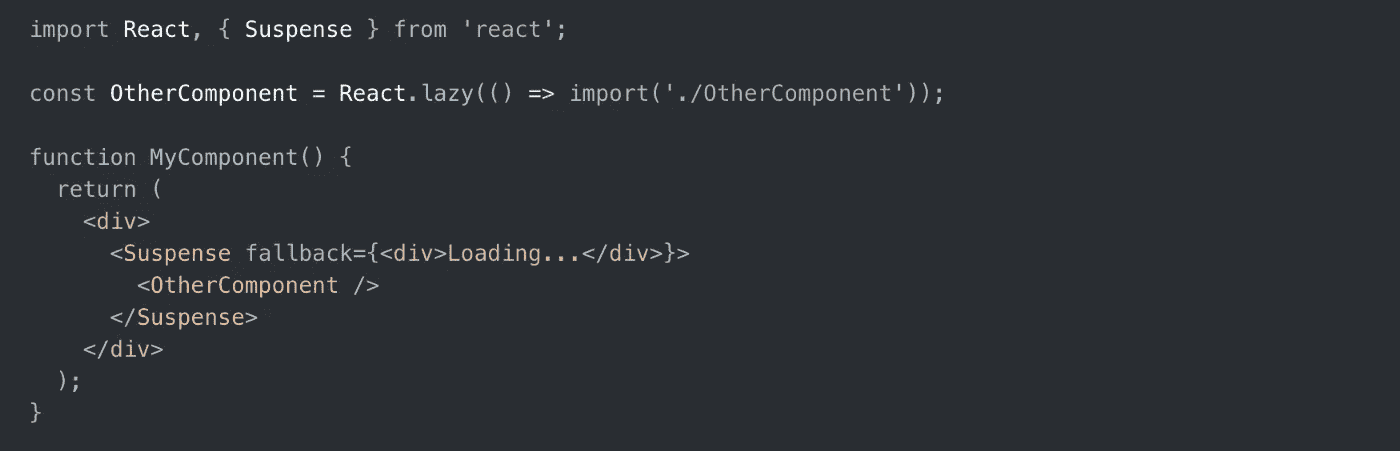 import React, { Suspense } from 'react';
const OtherComponent = React.lazy(() => import('./OtherComponent'));
function MyComponent() {
  return (
    <div>
      <Suspense fallback={<div>Loading...</div>}>
        <OtherComponent />
      </Suspense>
    </div>
  );
}